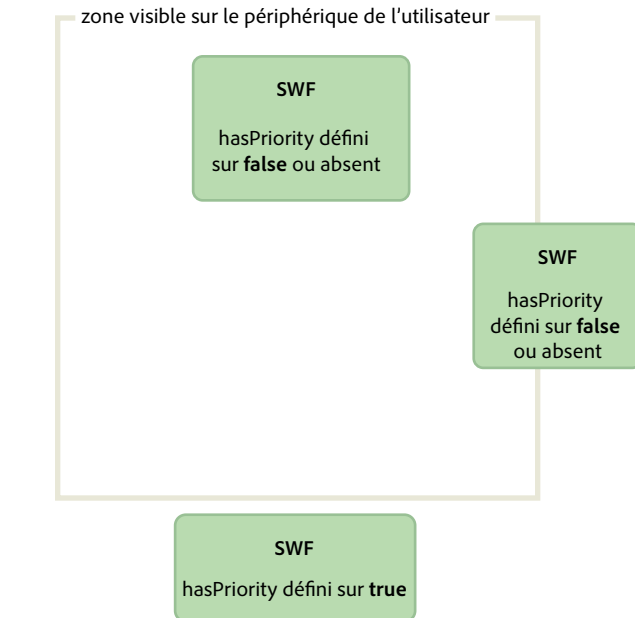 zone visible sur le périphérique de l’utilisateur
SWF
hasPriority défini
sur false ou absent
SWF
hasPriority
défini sur false
ou absent
SWF
hasPriority défini sur true